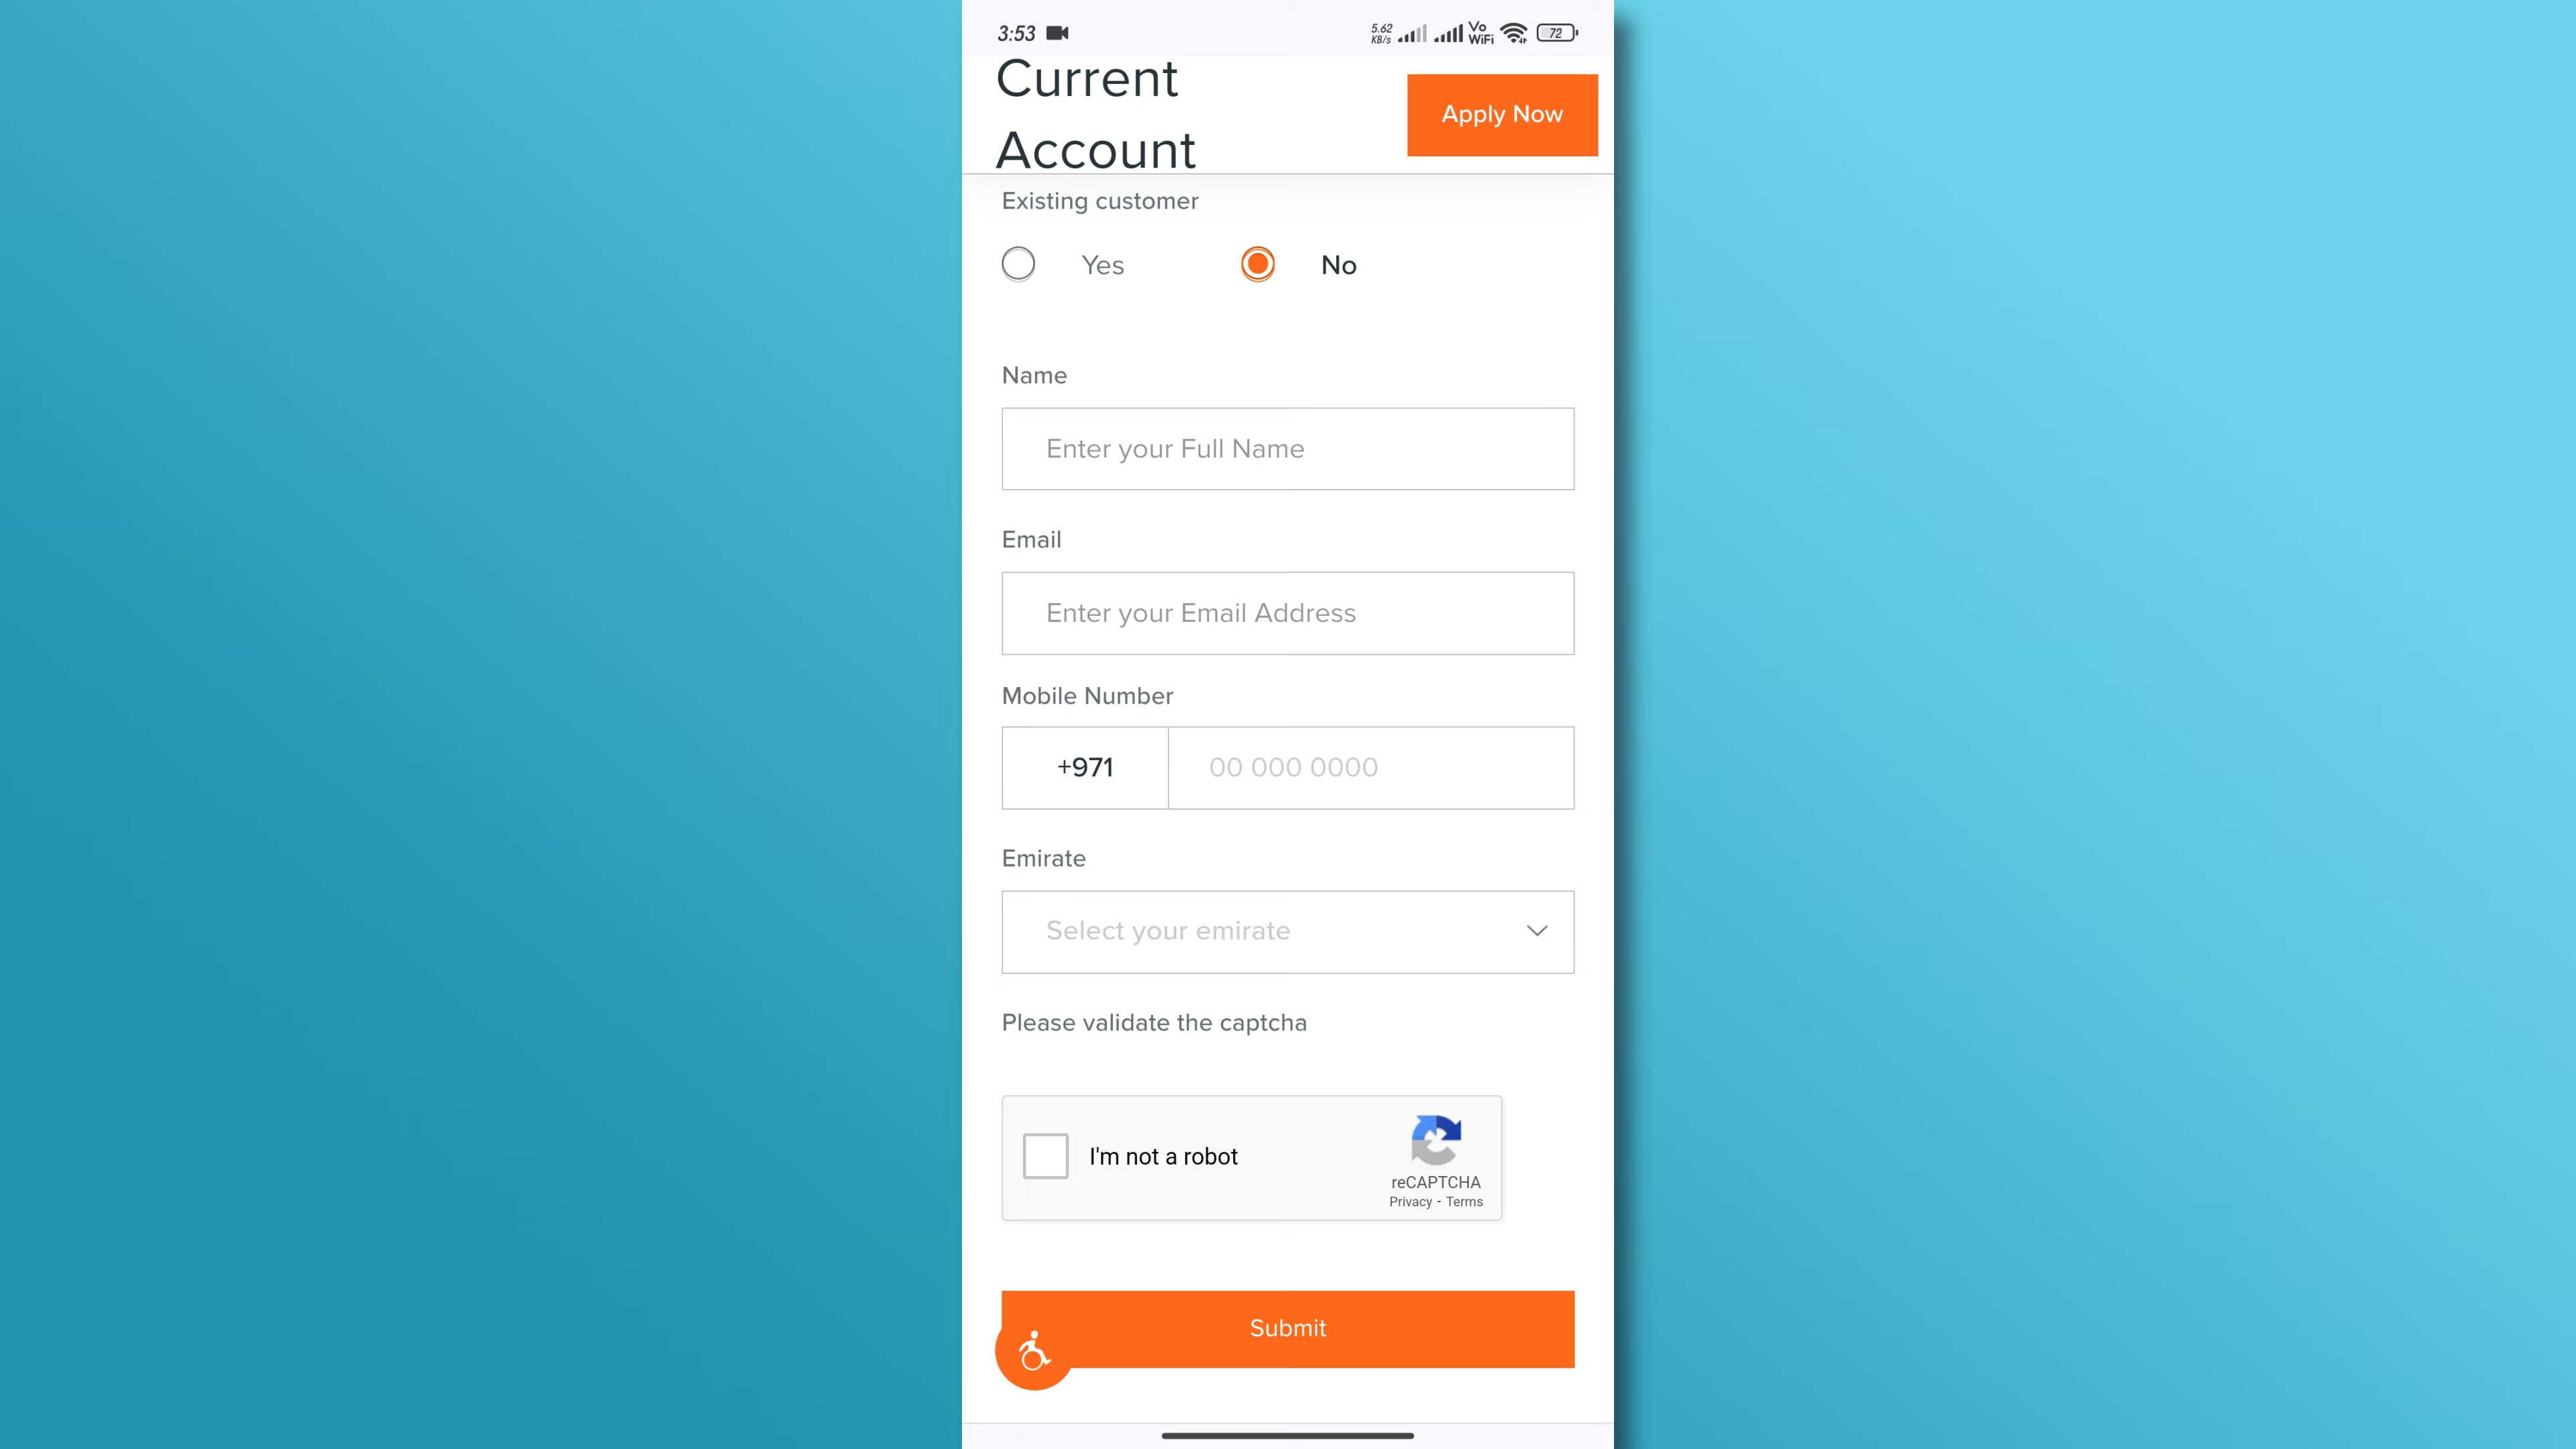 3:53
5.62 KB/s
Vo WiFi
72
Current
Account
Apply Now
Existing customer
Yes
No
Name
Enter your Full Name
Email
Enter your Email Address
Mobile Number
+971
00 000 0000
Emirate
Select your emirate
Please validate the captcha
I'm not a robot
reCAPTCHA
Privacy - Terms
Submit